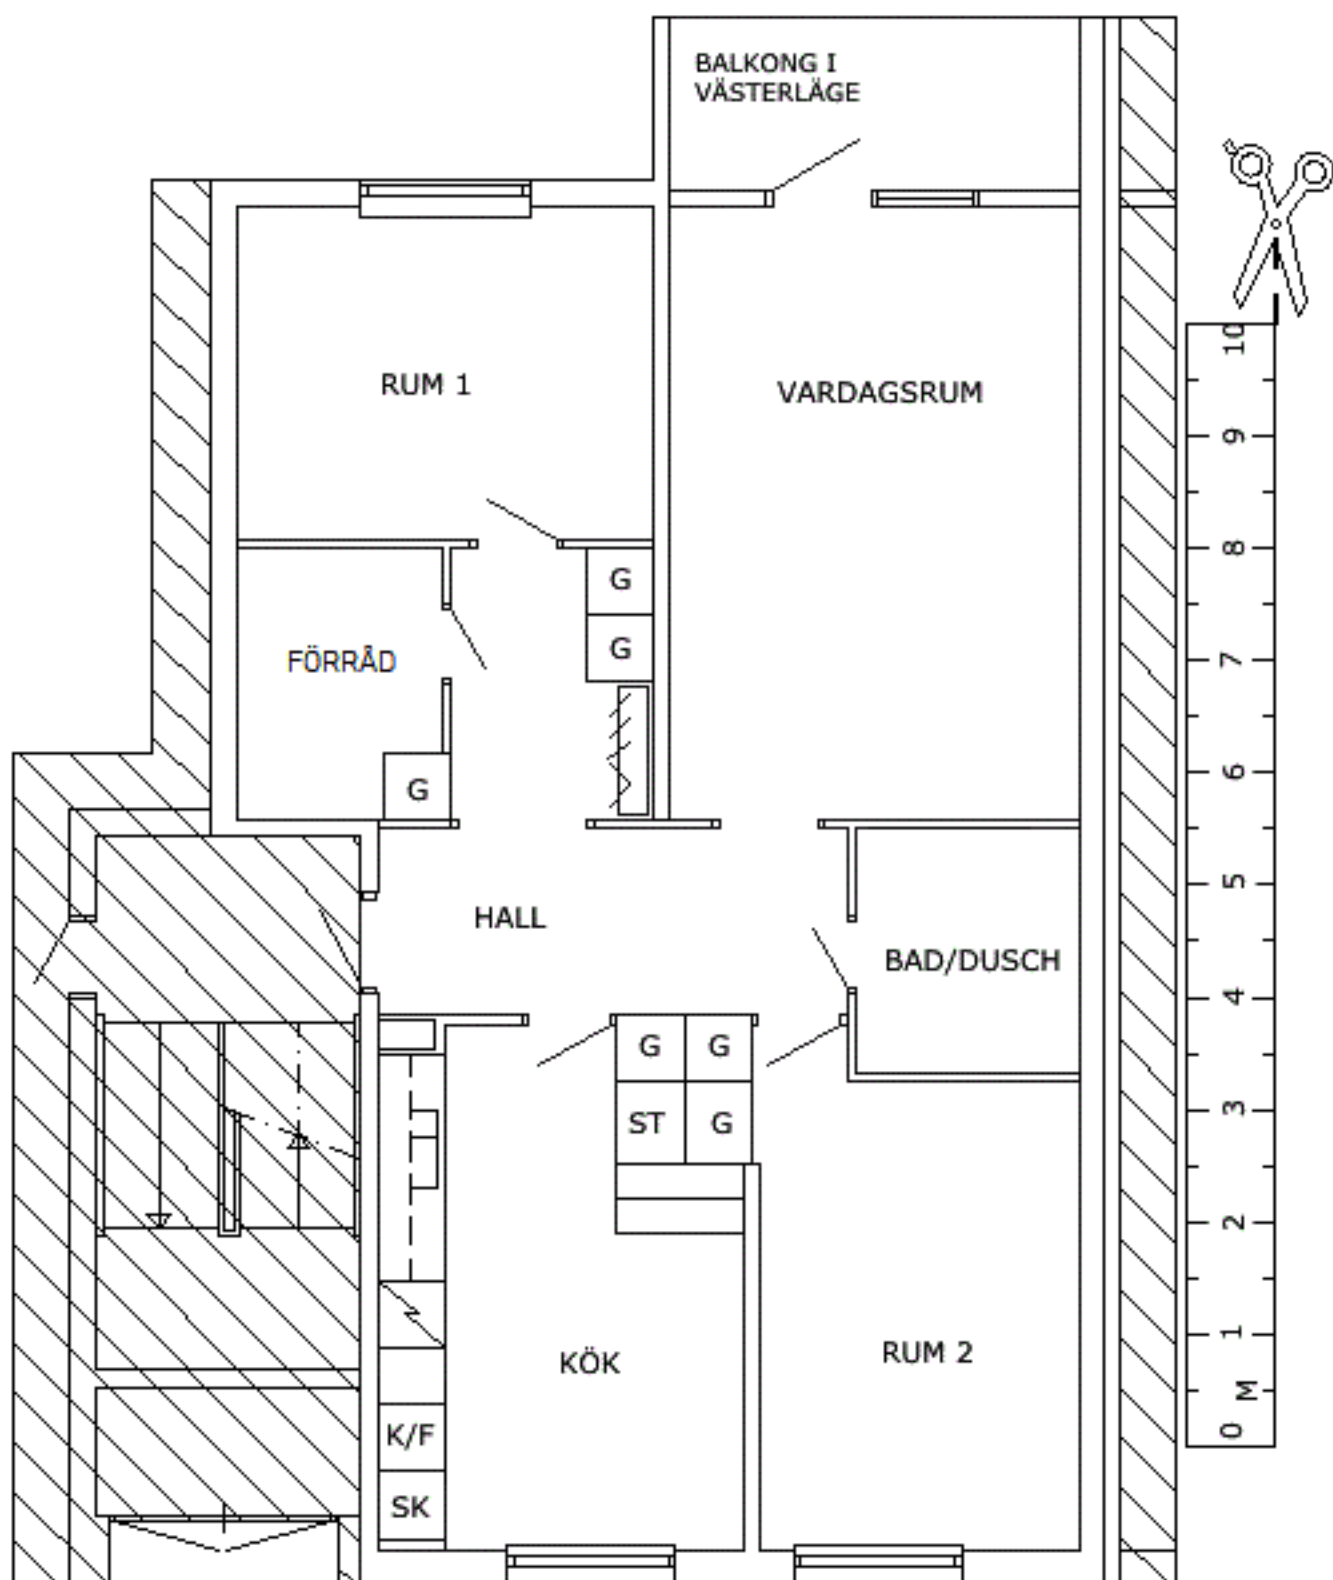 BALKONG I
VÄSTERLÄGE
RUM 1
VARDAGSRUM
G
G
FÖRRÅD
G
HALL
BAD/DUSCH
G G
ST G
KÖK
RUM 2
K/F
SK
10
9
8
7
6
5
4
3
2
1
M
0